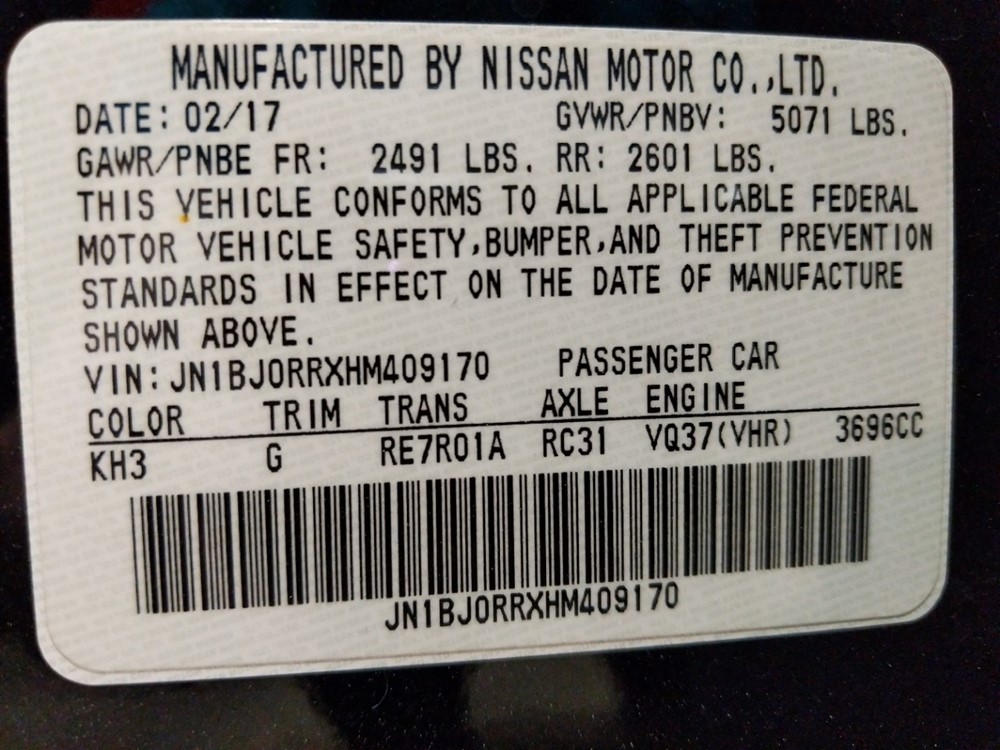 MANUFACTURED BY NISSAN MOTOR CO.,LTD.
DATE: 02/17 GVWR/PNBV: 5071 LBS.
GAWR/PNBE FR: 2491 LBS. RR: 2601 LBS.
THIS VEHICLE CONFORMS TO ALL APPLICABLE FEDERAL
MOTOR VEHICLE SAFETY,BUMPER,AND THEFT PREVENTION
STANDARDS IN EFFECT ON THE DATE OF MANUFACTURE
SHOWN ABOVE.
VIN: JN1BJ0RRXHM409170 PASSENGER CAR
COLOR TRIM TRANS AXLE ENGINE
KH3 G RE7R01A RC31 VQ37(VHR) 3696CC
JN1BJ0RRXHM409170